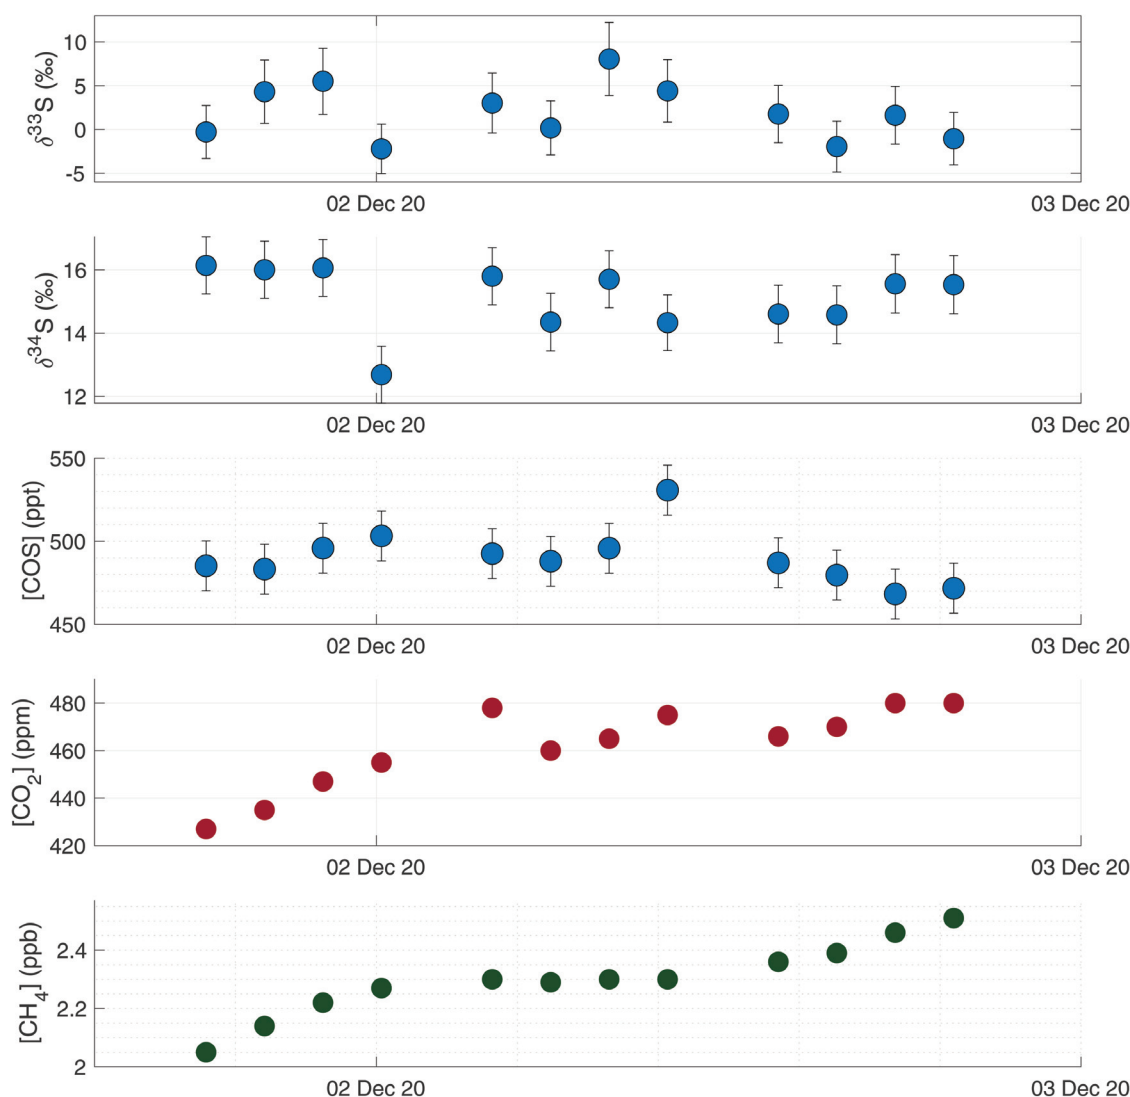 δ³³S (‰)
10
5
0
-5
02 Dec 20
03 Dec 20
δ³⁴S (‰)
16
14
12
02 Dec 20
03 Dec 20
[COS] (ppt)
550
500
450
02 Dec 20
03 Dec 20
[CO₂] (ppm)
480
460
440
420
02 Dec 20
03 Dec 20
[CH₄] (ppb)
2.4
2.2
2
02 Dec 20
03 Dec 20